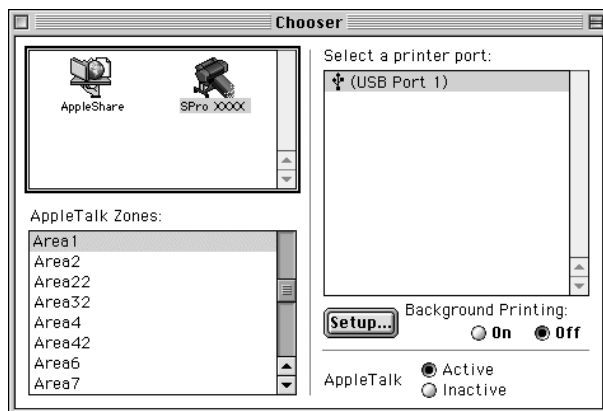 Chooser
AppleShare
SPro XXXX
AppleTalk Zones:
Area1
Area2
Area22
Area32
Area4
Area42
Area6
Area7
Select a printer port:
(USB Port 1)
Setup...
Background Printing:
On Off
AppleTalk
Active
Inactive